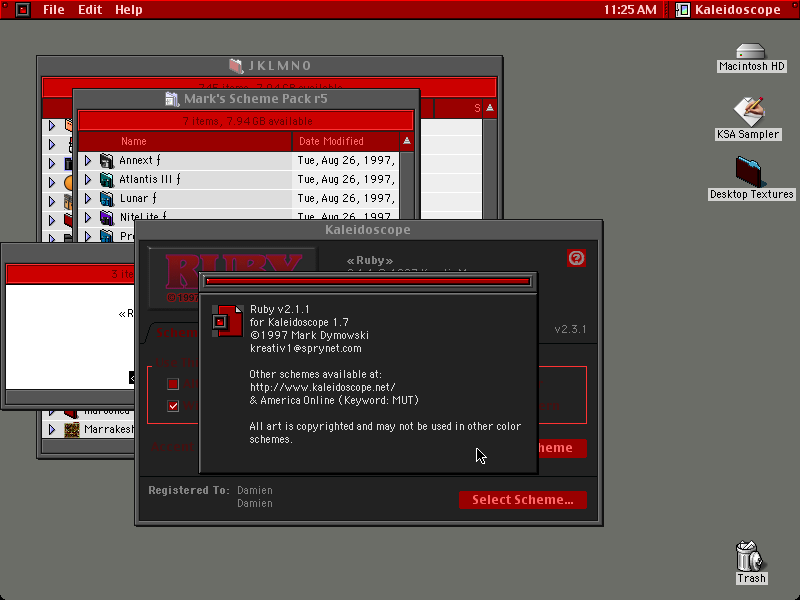 File Edit Help
11:25 AM
Kaleidoscope
JKLMNO
Mark's Scheme Pack r5
7 items, 7.94 GB available
Name
Date Modified
S
Annext ƒ
Tue, Aug 26, 1997,
Atlantis III ƒ
Tue, Aug 26, 1997,
Lunar ƒ
Tue, Aug 26, 1997,
NiteLite ƒ
Tue, Aug 26, 1997,
Kaleidoscope
RUBY
«Ruby»
v2.3.1
Ruby v2.1.1
for Kaleidoscope 1.7
©1997 Mark Dymowski
kreativ1@sprynet.com
Other schemes available at:
http://www.kaleidoscope.net/
& America Online (Keyword: MUT)
All art is copyrighted and may not be used in other color
schemes.
Registered To: Damien
Damien
Select Scheme...
Marrakesh
Macintosh HD
KSA Sampler
Desktop Textures
Trash